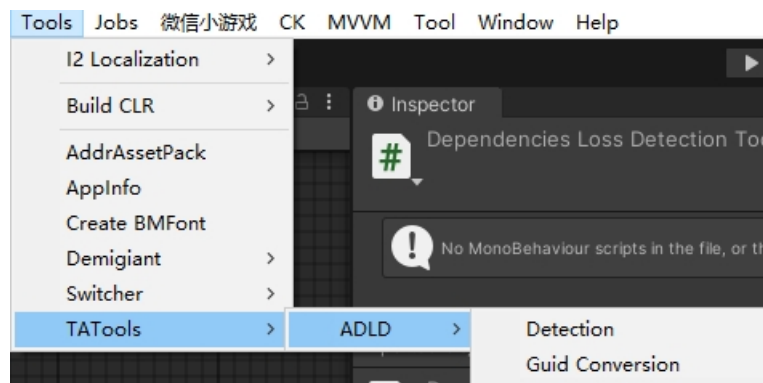 Tools Jobs 微信小游戏 CK MVVM Tool Window Help
I2 Localization
Build CLR
AddrAssetPack
AppInfo
Create BMFont
Demigiant
Switcher
TATools
ADLD
Detection
Guid Conversion
Inspector
#
Dependencies Loss Detection To
No MonoBehaviour scripts in the file, or th